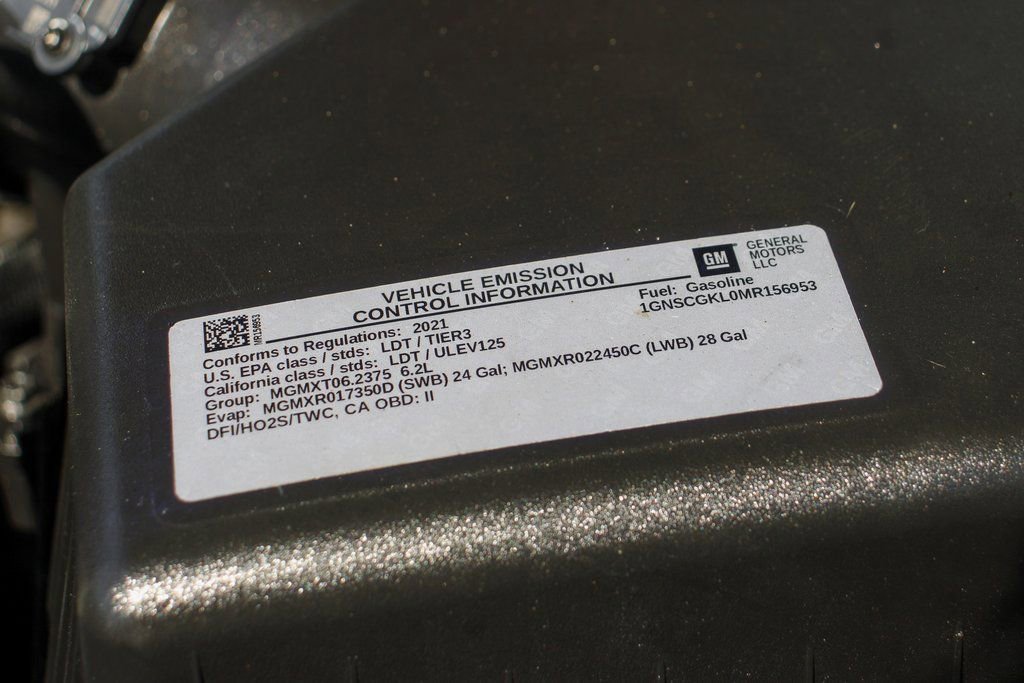 VEHICLE EMISSION
CONTROL INFORMATION
GM
GENERAL
MOTORS
LLC
MR156953
Fuel: Gasoline
1GNSCGKL0MR156953
Conforms to Regulations: 2021
U.S. EPA class / stds: LDT / TIER3
California class / stds: LDT / ULEV125
Group: MGMXT06.2375 6.2L
Evap: MGMXR017350D (SWB) 24 Gal; MGMXR022450C (LWB) 28 Gal
DFI/HO2S/TWC, CA OBD: II